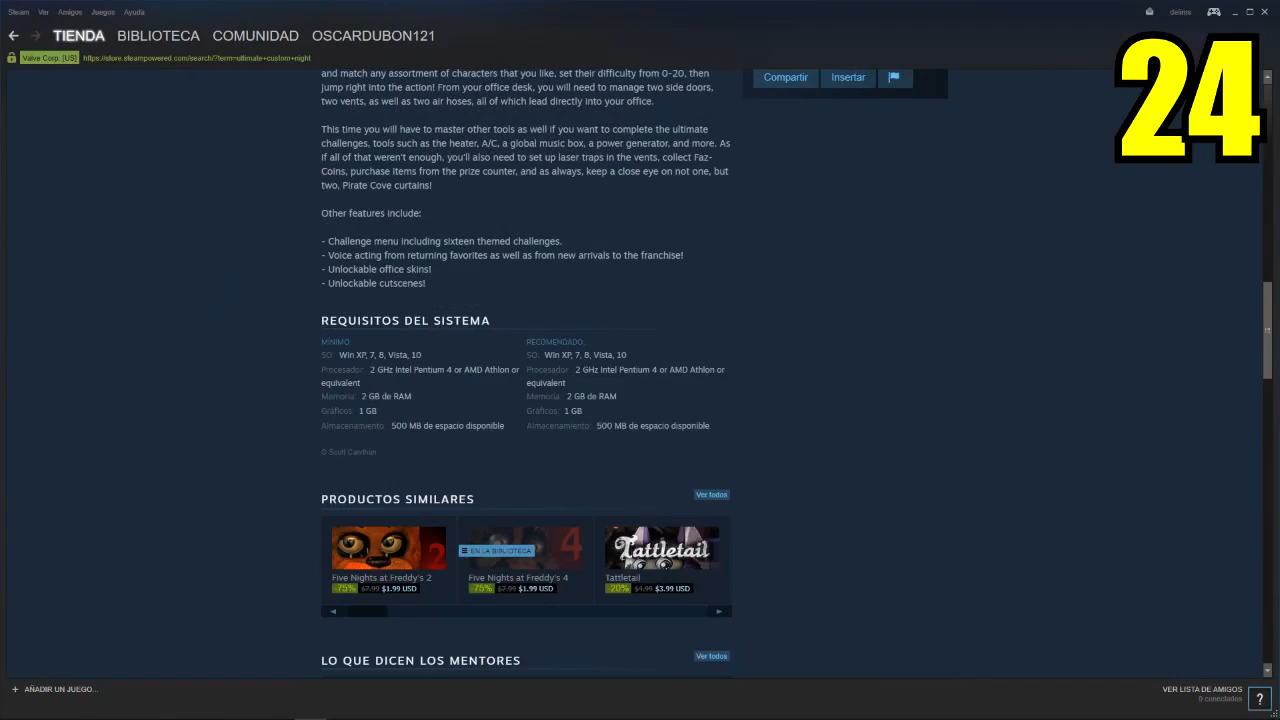 Steam Ver Amigos Juegos Ayuda
deiims
TIENDA BIBLIOTECA COMUNIDAD OSCARDUBON121
Valve Corp. [US] https://store.steampowered.com/search/?term=ultimate+custom+night
24
and match any assortment of characters that you like, set their difficulty from 0-20, then
jump right into the action! From your office desk, you will need to manage two side doors,
two vents, as well as two air hoses, all of which lead directly into your office.
Compartir Insertar
This time you will have to master other tools as well if you want to complete the ultimate
challenges, tools such as the heater, A/C, a global music box, a power generator, and more. As
if all of that weren't enough, you'll also need to set up laser traps in the vents, collect Faz-
Coins, purchase items from the prize counter, and as always, keep a close eye on not one, but
two, Pirate Cove curtains!
Other features include:
- Challenge menu including sixteen themed challenges.
- Voice acting from returning favorites as well as from new arrivals to the franchise!
- Unlockable office skins!
- Unlockable cutscenes!
REQUISITOS DEL SISTEMA
MÍNIMO:
SO: Win XP, 7, 8, Vista, 10
Procesador: 2 GHz Intel Pentium 4 or AMD Athlon or
equivalent
Memoria: 2 GB de RAM
Gráficos: 1 GB
Almacenamiento: 500 MB de espacio disponible
RECOMENDADO:
SO: Win XP, 7, 8, Vista, 10
Procesador: 2 GHz Intel Pentium 4 or AMD Athlon or
equivalent
Memoria: 2 GB de RAM
Gráficos: 1 GB
Almacenamiento: 500 MB de espacio disponible
© Scott Cawthon
PRODUCTOS SIMILARES Ver todos
2
EN LA BIBLIOTECA 4
Tattletail
Five Nights at Freddy's 2 Five Nights at Freddy's 4 Tattletail
-75% $7.99 $1.99 USD -75% $7.99 $1.99 USD -20% $4.99 $3.99 USD
LO QUE DICEN LOS MENTORES Ver todos
+ AÑADIR UN JUEGO...
VER LISTA DE AMIGOS
0 conectados
?